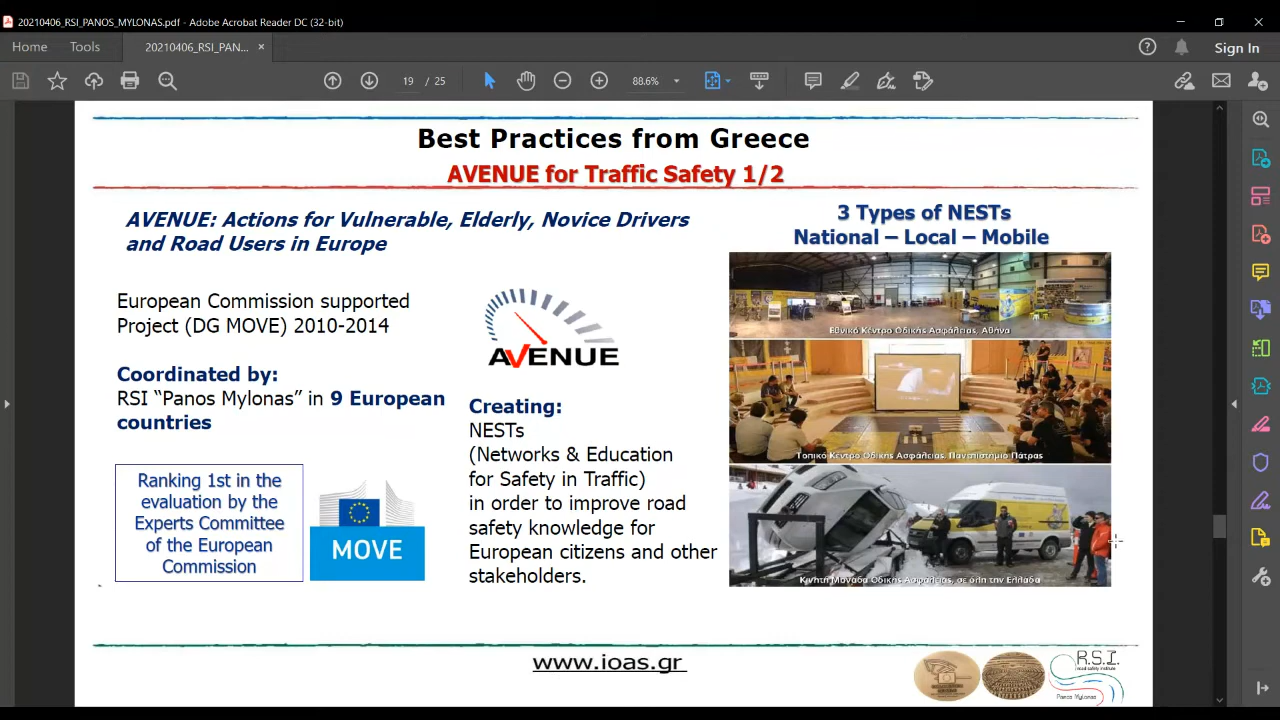 20210406_RSI_PANOS_MYLONAS.pdf - Adobe Acrobat Reader DC (32-bit)
Home
Tools
20210406_RSI_PAN...
Sign In
19 / 25
88.6%
Best Practices from Greece
AVENUE for Traffic Safety 1/2
AVENUE: Actions for Vulnerable, Elderly, Novice Drivers
and Road Users in Europe
European Commission supported
Project (DG MOVE) 2010-2014
Coordinated by:
RSI “Panos Mylonas” in 9 European
countries
Ranking 1st in the
evaluation by the
Experts Committee
of the European
Commission
MOVE
AVENUE
Creating:
NESTs
(Networks & Education
for Safety in Traffic)
in order to improve road
safety knowledge for
European citizens and other
stakeholders.
3 Types of NESTs
National – Local – Mobile
Εθνικό Κέντρο Οδικής Ασφάλειας, Αθήνα
Τοπικό Κέντρο Οδικής Ασφάλειας, Πανεπιστήμιο Πάτρας
Κινητή Μονάδα Οδικής Ασφάλειας, σε όλη την Ελλάδα
www.ioas.gr
R.S.I.
road safety institute
Panos Mylonas